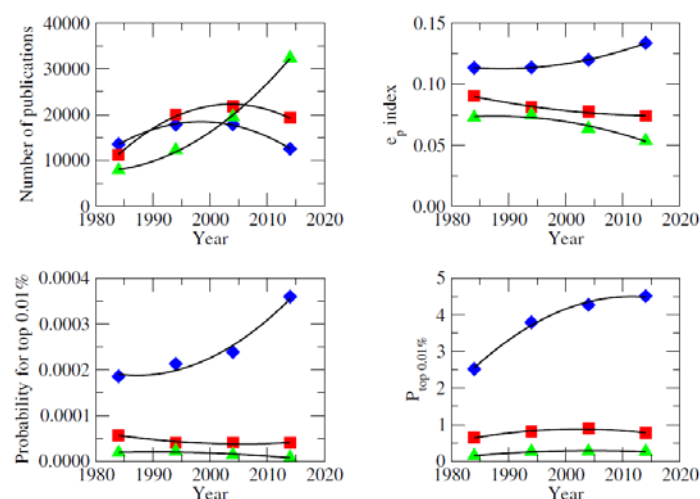 40000
30000
20000
10000
0
1980 1990 2000 2010 2020
Year
Number of publications
0.15
0.10
0.05
0.00
1980 1990 2000 2010 2020
Year
e_p index
0.0004
0.0003
0.0002
0.0001
0.0000
1980 1990 2000 2010 2020
Year
Probability for top 0.01%
5
4
3
2
1
0
1980 1990 2000 2010 2020
Year
P_top 0.01%